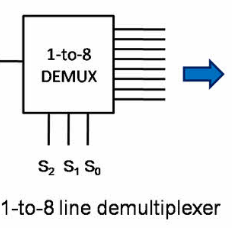 1-to-8
DEMUX
S₂ S₁ S₀
1-to-8 line demultiplexer